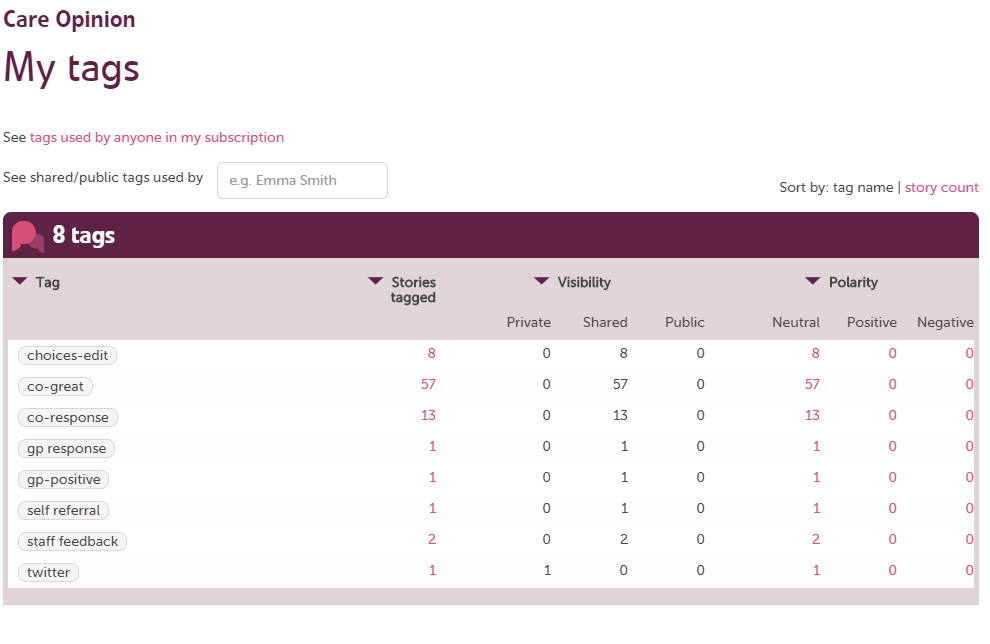 Care Opinion
My tags
See tags used by anyone in my subscription
See shared/public tags used by e.g. Emma Smith
Sort by: tag name | story count
8 tags
Tag Stories tagged Visibility Polarity
Private Shared Public Neutral Positive Negative
choices-edit 8 0 8 0 8 0 0
co-great 57 0 57 0 57 0 0
co-response 13 0 13 0 13 0 0
gp response 1 0 1 0 1 0 0
gp-positive 1 0 1 0 1 0 0
self referral 1 0 1 0 1 0 0
staff feedback 2 0 2 0 2 0 0
twitter 1 1 0 0 1 0 0